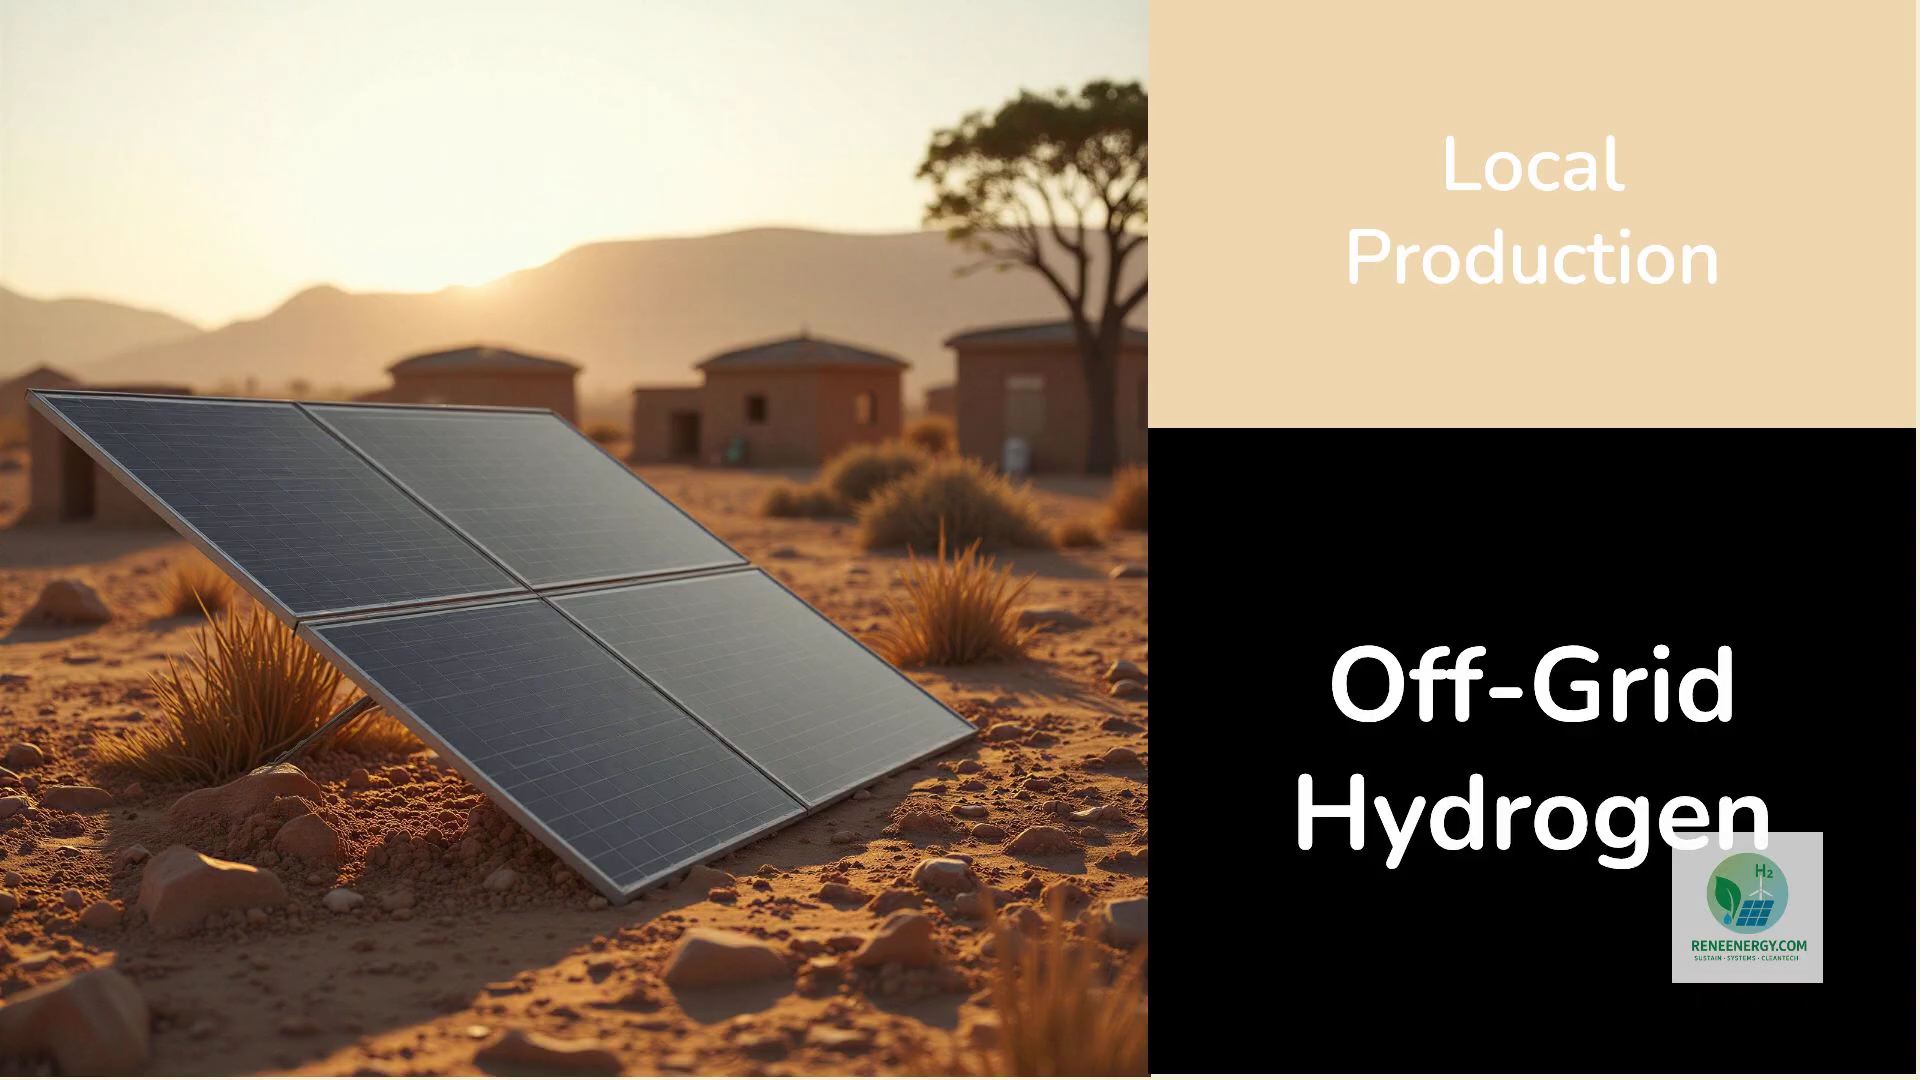 Local
Production
Off-Grid
Hydrogen
H₂
RENEENERGY.COM
SUSTAIN · SYSTEMS · CLEANTECH